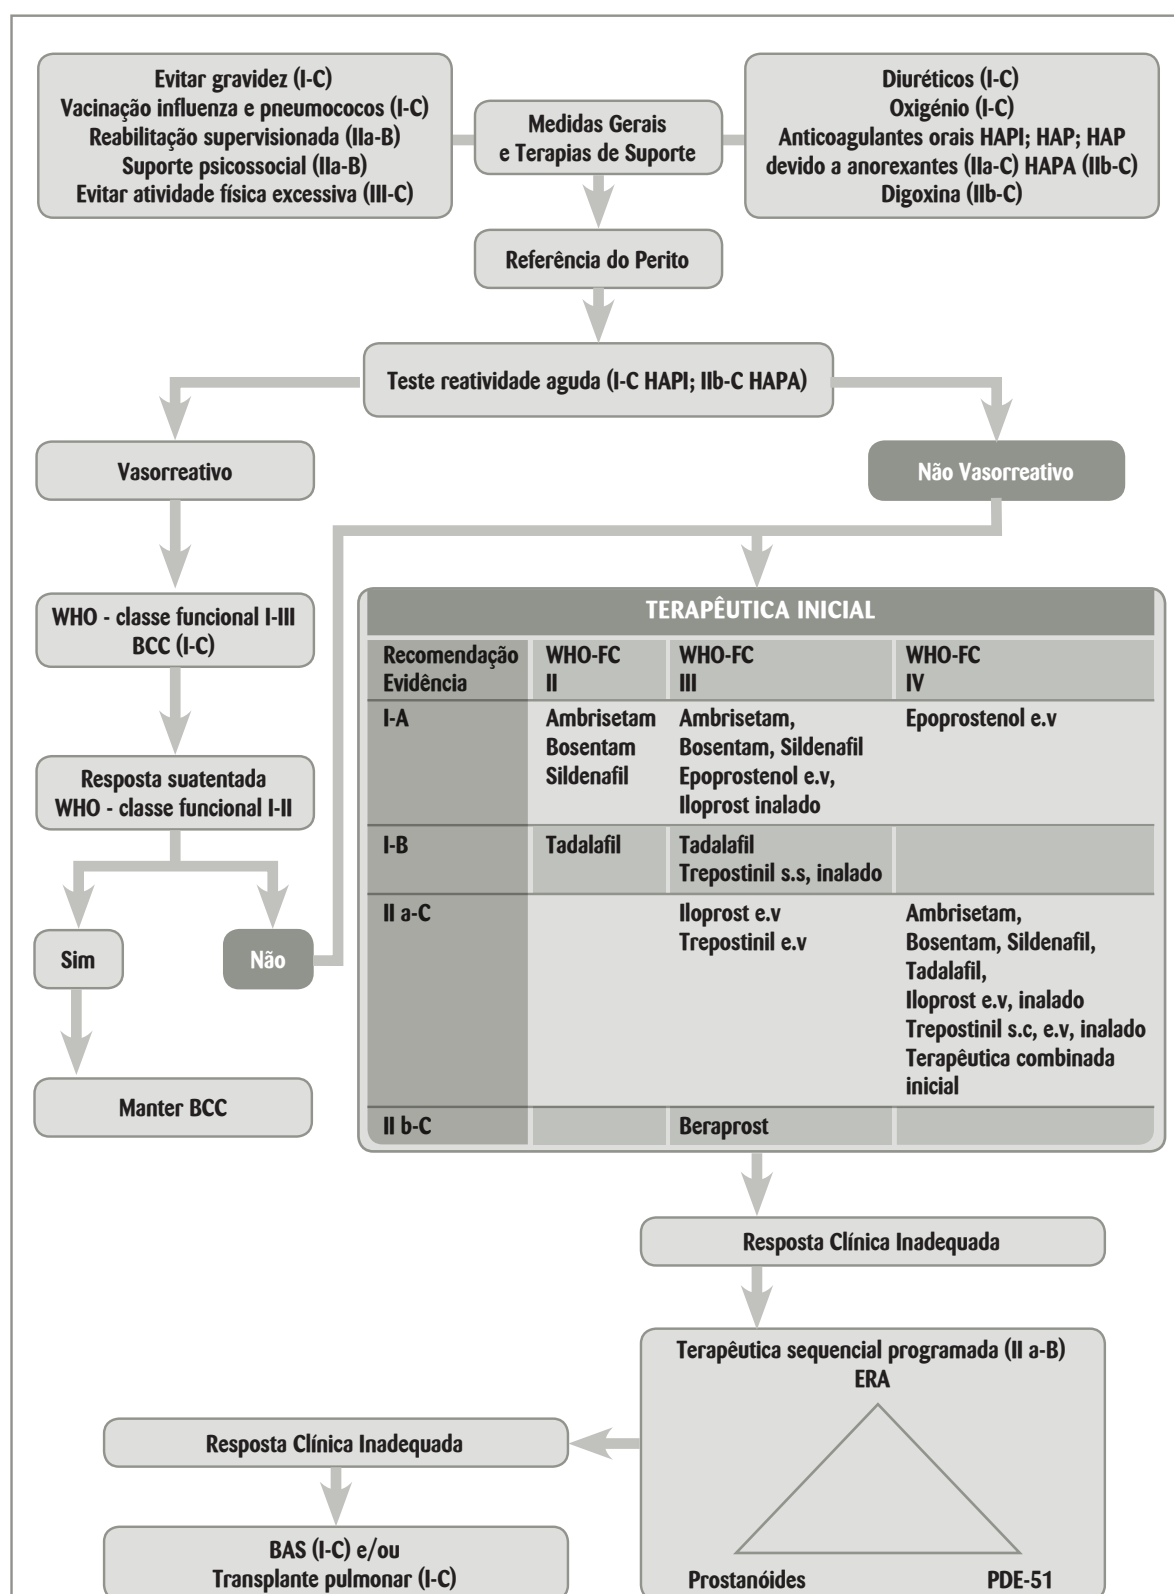 Evitar gravidez (I-C)
Vacinação influenza e pneumococos (I-C)
Reabilitação supervisionada (IIa-B)
Suporte psicossocial (IIa-B)
Evitar atividade física excessiva (III-C)
Medidas Gerais
e Terapias de Suporte
Diuréticos (I-C)
Oxigénio (I-C)
Anticoagulantes orais HAPI; HAP; HAP
devido a anorexantes (IIa-C) HAPA (IIb-C)
Digoxina (IIb-C)
Referência do Perito
Teste reatividade aguda (I-C HAPI; IIb-C HAPA)
Vasorreativo
Não Vasorreativo
WHO - classe funcional I-III
BCC (I-C)
Resposta suatentada
WHO - classe funcional I-II
Sim
Não
Manter BCC
TERAPÊUTICA INICIAL
Recomendação
Evidência
WHO-FC
II
WHO-FC
III
WHO-FC
IV
I-A
Ambrisetam
Bosentam
Sildenafil
Ambrisetam,
Bosentam, Sildenafil
Epoprostenol e.v,
Iloprost inalado
Epoprostenol e.v
I-B
Tadalafil
Tadalafil
Trepostinil s.s, inalado
II a-C
Iloprost e.v
Trepostinil e.v
Ambrisetam,
Bosentam, Sildenafil,
Tadalafil,
Iloprost e.v, inalado
Trepostinil s.c, e.v, inalado
Terapêutica combinada
inicial
II b-C
Beraprost
Resposta Clínica Inadequada
Terapêutica sequencial programada (II a-B)
ERA
Prostanóides
PDE-51
Resposta Clínica Inadequada
BAS (I-C) e/ou
Transplante pulmonar (I-C)